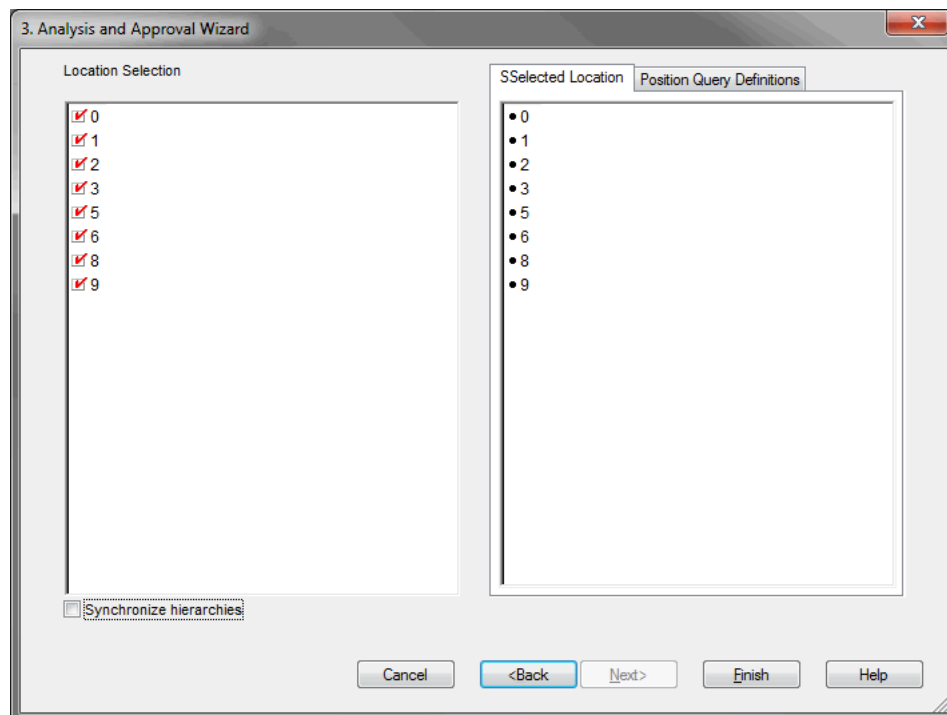 3. Analysis and Approval Wizard
Location Selection
SSelected Location
Position Query Definitions
0
1
2
3
5
6
8
9
• 0
• 1
• 2
• 3
• 5
• 6
• 8
• 9
Synchronize hierarchies
Cancel
<Back
Next>
Finish
Help